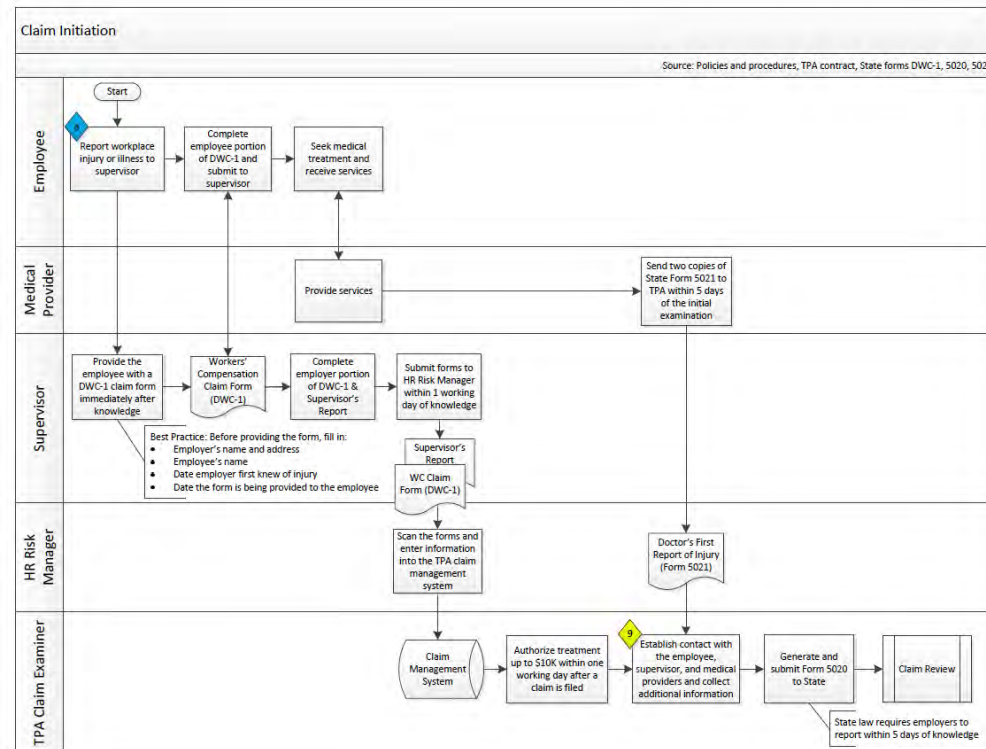 Claim Initiation
Source: Policies and procedures, TPA contract, State forms DWC-1, 5020, 502
Employee
Start
Report workplace
injury or illness to
supervisor
Complete
employee portion
of DWC-1 and
submit to
supervisor
Seek medical
treatment and
receive services
Medical
Provider
Provide services
Send two copies of
State Form 5021 to
TPA within 5 days
of the initial
examination
Supervisor
Provide the
employee with a
DWC-1 claim form
immediately after
knowledge
Workers'
Compensation
Claim Form
(DWC-1)
Complete
employer portion
of DWC-1 &
Supervisor's
Report
Submit forms to
HR Risk Manager
within 1 working
day of knowledge
Best Practice: Before providing the form, fill in:
• Employer's name and address
• Employee's name
• Date employer first knew of injury
• Date the form is being provided to the employee
Supervisor's
Report
WC Claim
Form (DWC-1)
HR Risk
Manager
Scan the forms and
enter information
into the TPA claim
management
system
Doctor's First
Report of Injury
(Form 5021)
TPA Claim Examiner
Claim
Management
System
Authorize treatment
up to $10K within one
working day after a
claim is filed
9
Establish contact with
the employee,
supervisor, and medical
providers and collect
additional information
Generate and
submit Form 5020
to State
Claim Review
State law requires employers to
report within 5 days of knowledge